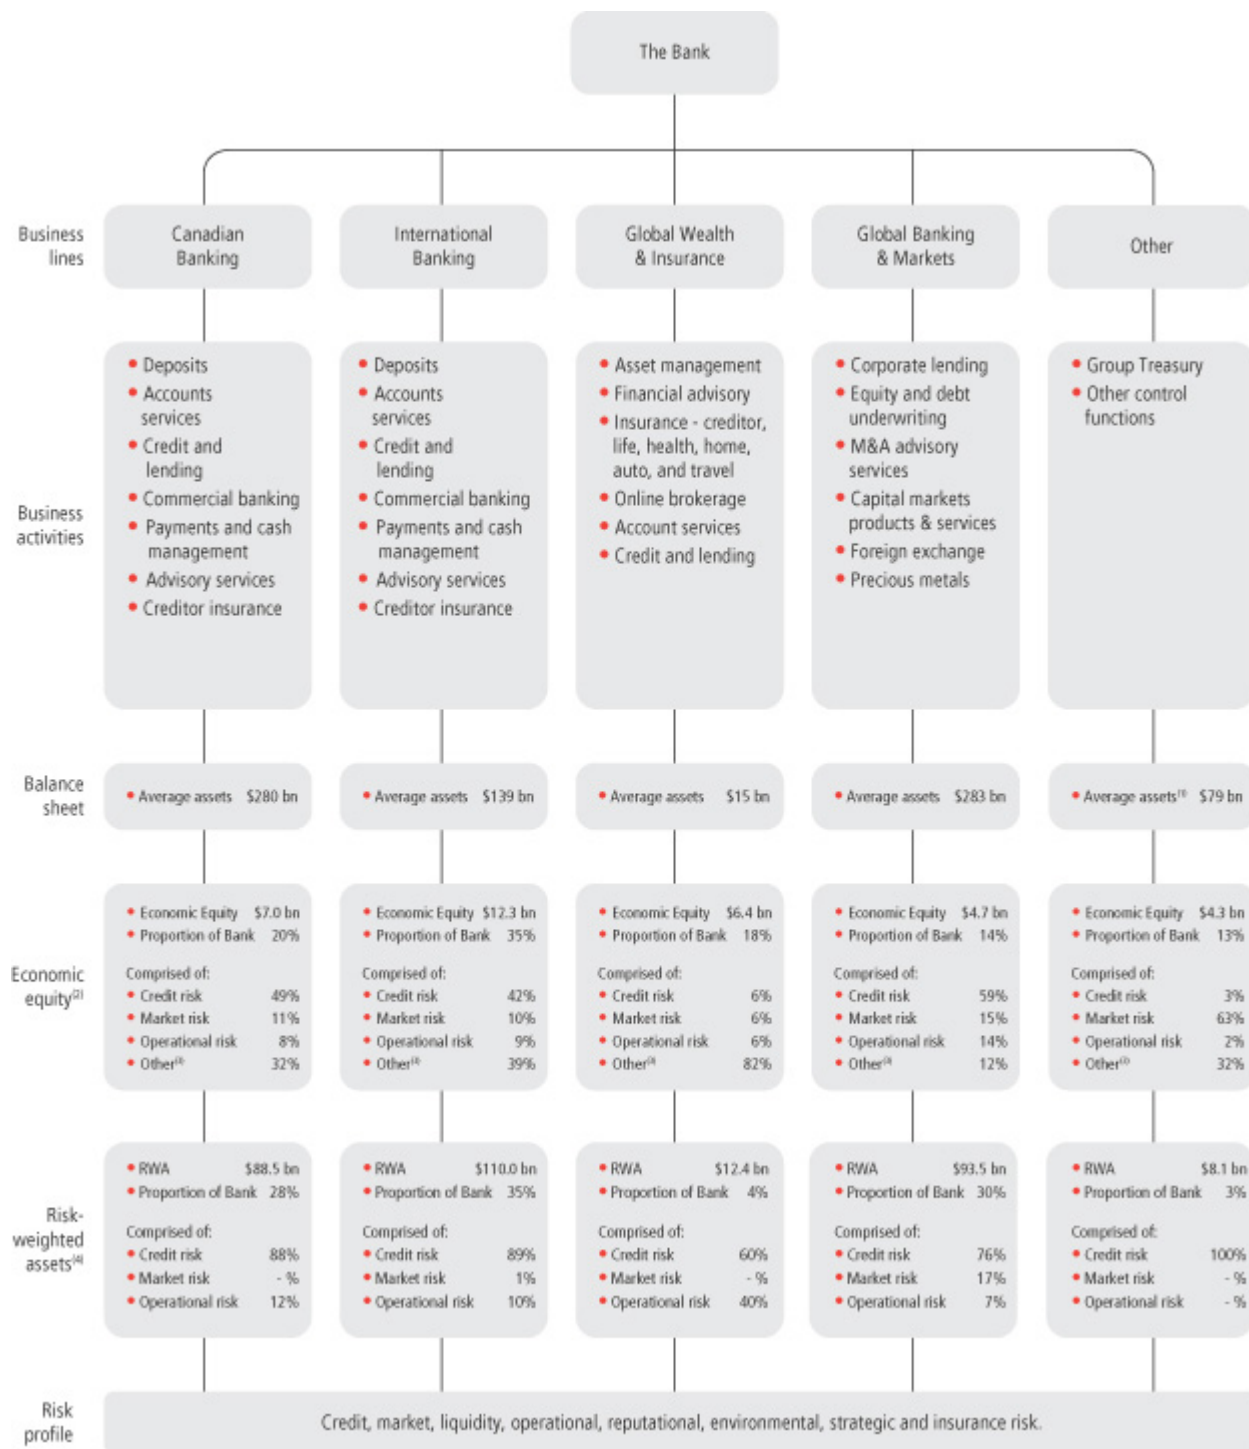 The Bank
Business
lines
Canadian
Banking
International
Banking
Global Wealth
& Insurance
Global Banking
& Markets
Other
Business
activities
• Deposits
• Accounts
services
• Credit and
lending
• Commercial banking
• Payments and cash
management
• Advisory services
• Creditor insurance
• Deposits
• Accounts
services
• Credit and
lending
• Commercial banking
• Payments and cash
management
• Advisory services
• Creditor insurance
• Asset management
• Financial advisory
• Insurance - creditor,
life, health, home,
auto, and travel
• Online brokerage
• Account services
• Credit and lending
• Corporate lending
• Equity and debt
underwriting
• M&A advisory
services
• Capital markets
products & services
• Foreign exchange
• Precious metals
• Group Treasury
• Other control
functions
Balance
sheet
• Average assets $280 bn
• Average assets $139 bn
• Average assets $15 bn
• Average assets $283 bn
• Average assets(1) $79 bn
Economic
equity(2)
• Economic Equity $7.0 bn
• Proportion of Bank 20%
Comprised of:
• Credit risk 49%
• Market risk 11%
• Operational risk 8%
• Other(3) 32%
• Economic Equity $12.3 bn
• Proportion of Bank 35%
Comprised of:
• Credit risk 42%
• Market risk 10%
• Operational risk 9%
• Other(3) 39%
• Economic Equity $6.4 bn
• Proportion of Bank 18%
Comprised of:
• Credit risk 6%
• Market risk 6%
• Operational risk 6%
• Other(3) 82%
• Economic Equity $4.7 bn
• Proportion of Bank 14%
Comprised of:
• Credit risk 59%
• Market risk 15%
• Operational risk 14%
• Other(3) 12%
• Economic Equity $4.3 bn
• Proportion of Bank 13%
Comprised of:
• Credit risk 3%
• Market risk 63%
• Operational risk 2%
• Other(3) 32%
Risk-
weighted
assets(4)
• RWA $88.5 bn
• Proportion of Bank 28%
Comprised of:
• Credit risk 88%
• Market risk - %
• Operational risk 12%
• RWA $110.0 bn
• Proportion of Bank 35%
Comprised of:
• Credit risk 89%
• Market risk 1%
• Operational risk 10%
• RWA $12.4 bn
• Proportion of Bank 4%
Comprised of:
• Credit risk 60%
• Market risk - %
• Operational risk 40%
• RWA $93.5 bn
• Proportion of Bank 30%
Comprised of:
• Credit risk 76%
• Market risk 17%
• Operational risk 7%
• RWA $8.1 bn
• Proportion of Bank 3%
Comprised of:
• Credit risk 100%
• Market risk - %
• Operational risk - %
Risk
profile
Credit, market, liquidity, operational, reputational, environmental, strategic and insurance risk.